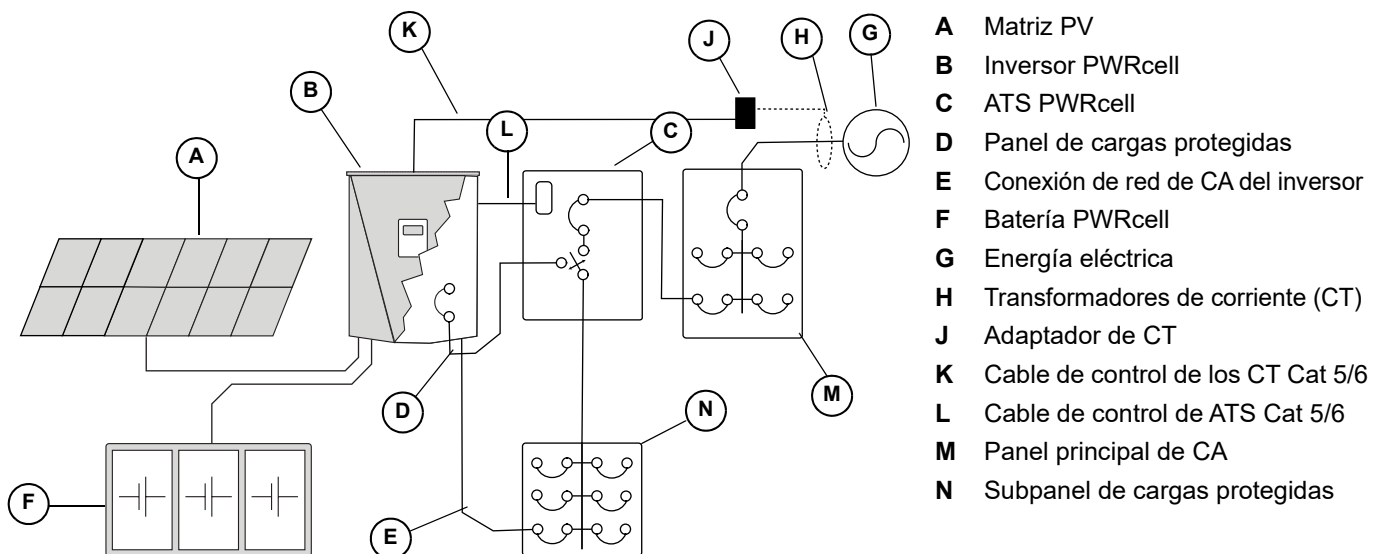 K
J
H
G
B
L
C
A
D
M
N
F
E
A Matriz PV
B Inversor PWRcell
C ATS PWRcell
D Panel de cargas protegidas
E Conexión de red de CA del inversor
F Batería PWRcell
G Energía eléctrica
H Transformadores de corriente (CT)
J Adaptador de CT
K Cable de control de los CT Cat 5/6
L Cable de control de ATS Cat 5/6
M Panel principal de CA
N Subpanel de cargas protegidas